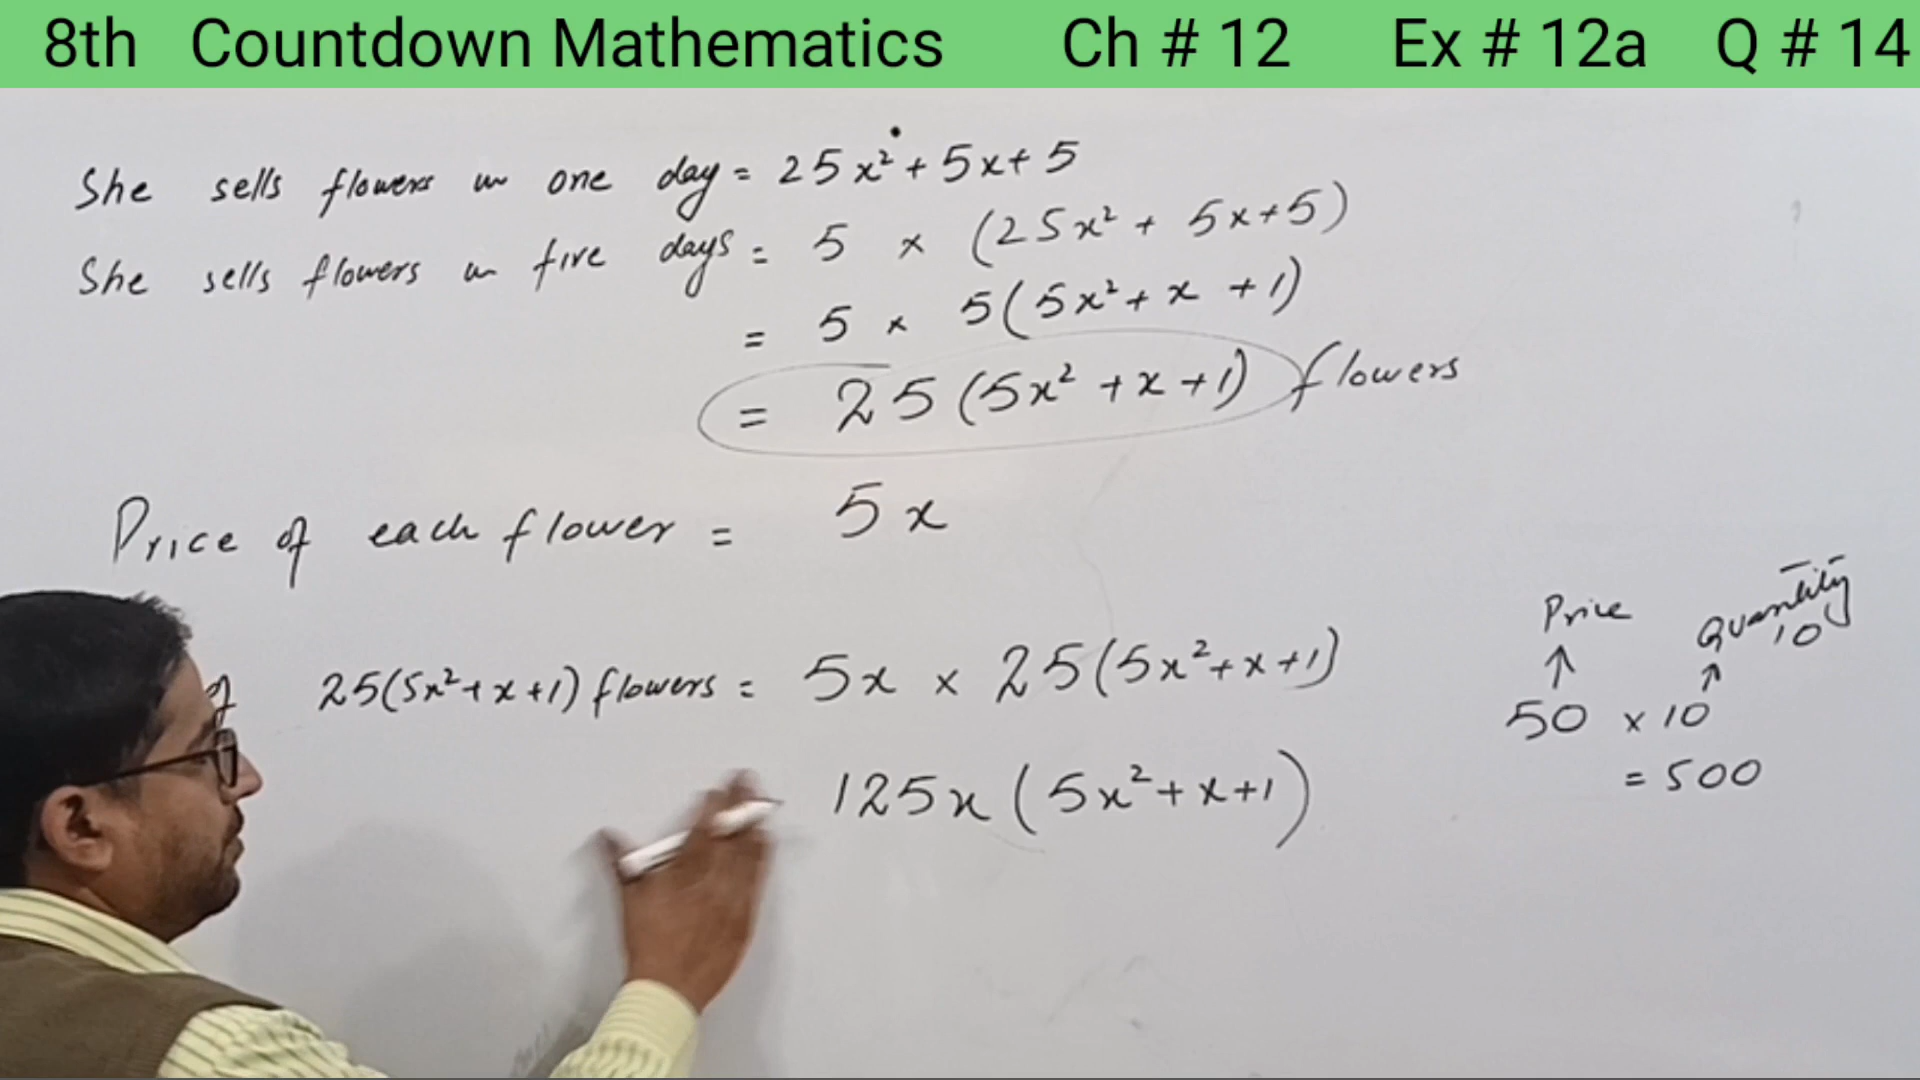 8th Countdown Mathematics Ch # 12 Ex # 12a Q # 14
She sells flowers in one day = 25x² + 5x + 5
She sells flowers in five days = 5 × (25x² + 5x + 5)
= 5 × 5(5x² + x + 1)
= 25(5x² + x + 1) flowers
Price of each flower = 5x
of 25(5x² + x + 1) flowers = 5x × 25(5x² + x + 1)
125x(5x² + x + 1)
Price Quantity
↑ ↑ 10
50 × 10
= 500